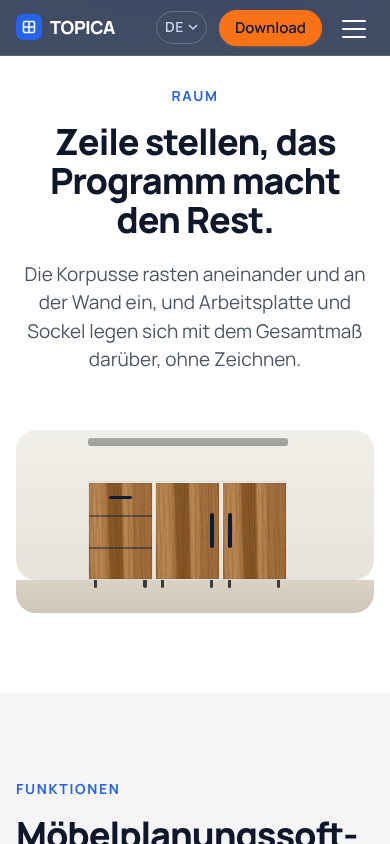 TOPICA
DE
Download
RAUM
Zeile stellen, das
Programm macht
den Rest.
Die Korpusse rasten aneinander und an
der Wand ein, und Arbeitsplatte und
Sockel legen sich mit dem Gesamtmaß
darüber, ohne Zeichnen.
FUNKTIONEN
Möbelplanungssoft-